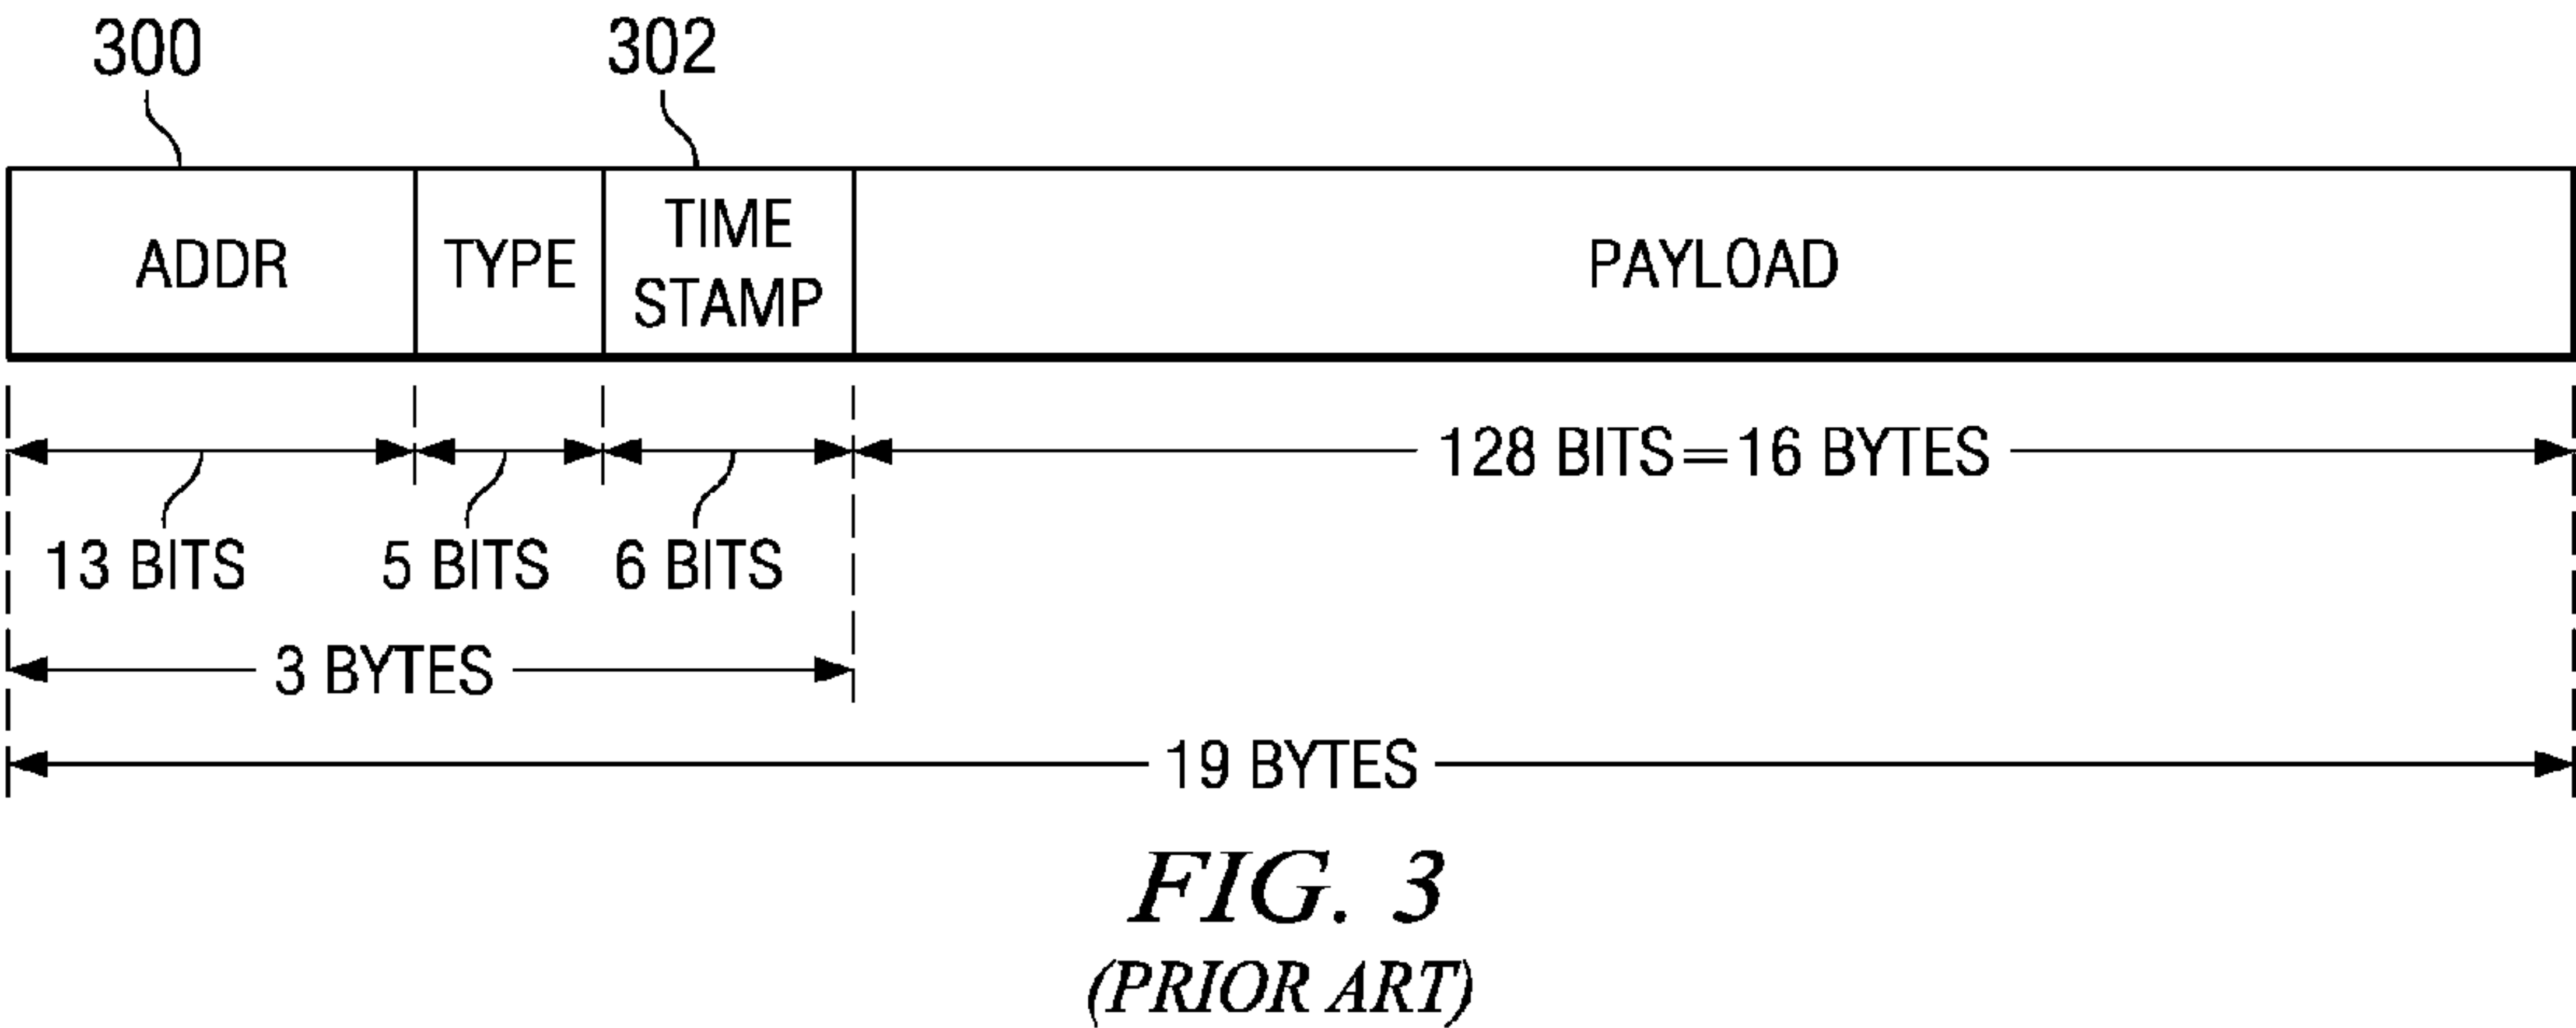 300
302
ADDR
TYPE
TIME
STAMP
PAYLOAD
128 BITS=16 BYTES
13 BITS
5 BITS
6 BITS
3 BYTES
19 BYTES
FIG. 3
(PRIOR ART)